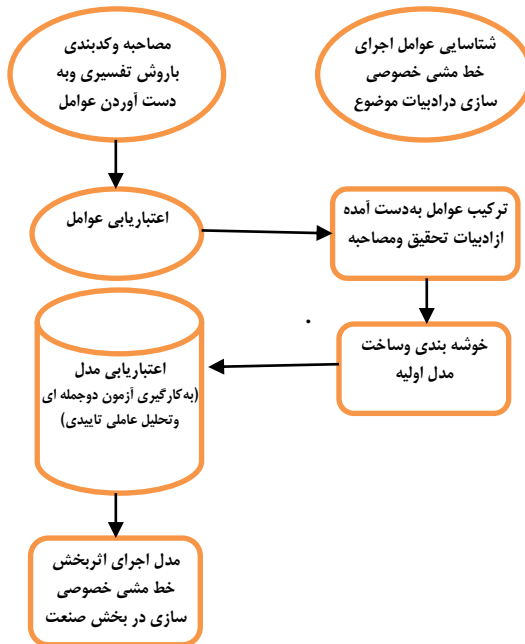 شناسایی عوامل اجرای
خط مشی خصوصی
سازی درادبیات موضوع
مصاحبه وکدبندی
باروش تفسیری وبه
دست آوردن عوامل
اعتباریابی عوامل
ترکیب عوامل به‌دست آمده
ازادبیات تحقیق ومصاحبه
خوشه بندی وساخت
مدل اولیه
اعتباریابی مدل
(به‌کارگیری آزمون دوجمله ای
وتحلیل عاملی تاییدی)
مدل اجرای اثربخش
خط مشی خصوصی
سازی در بخش صنعت